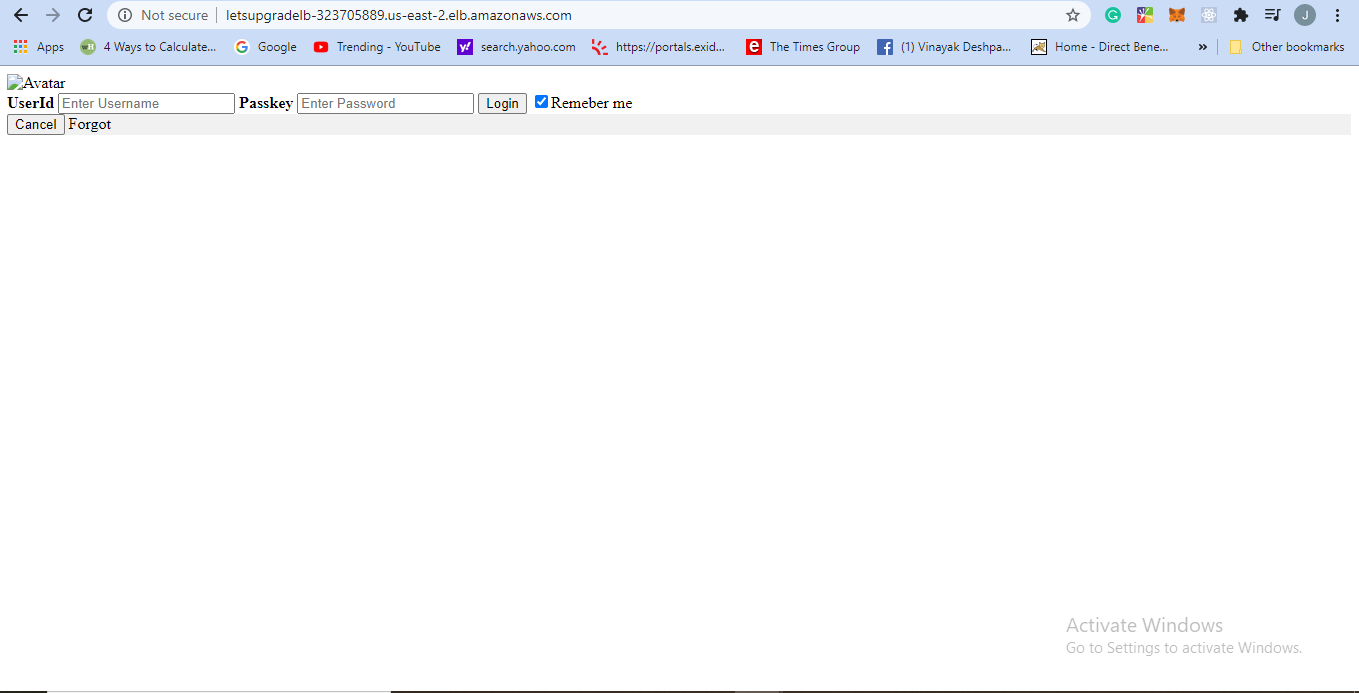 Not secure letsupgradelb-323705889.us-east-2.elb.amazonaws.com J
Apps 4 Ways to Calculate... Google Trending - YouTube search.yahoo.com https://portals.exid... The Times Group (1) Vinayak Deshpa... Home - Direct Bene... » Other bookmarks
Avatar
UserId Enter Username Passkey Enter Password Login Remeber me
Cancel Forgot
Activate Windows
Go to Settings to activate Windows.